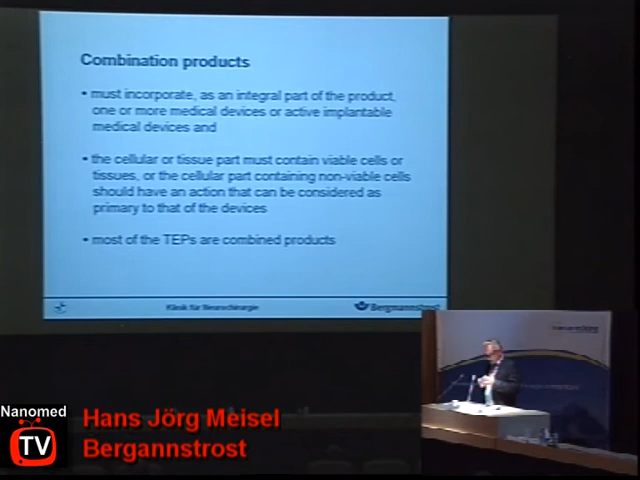 Combination products
• must incorporate, as an integral part of the product,
one or more medical devices or active implantable
medical devices and
• the cellular or tissue part must contain viable cells or
tissues, or the cellular part containing non-viable cells
should have an action that can be considered as
primary to that of the devices
• most of the TEPs are combined products
Klinik für Neurochirurgie
Bergmannstrost
Nanomed
TV
Hans Jörg Meisel
Bergannstrost